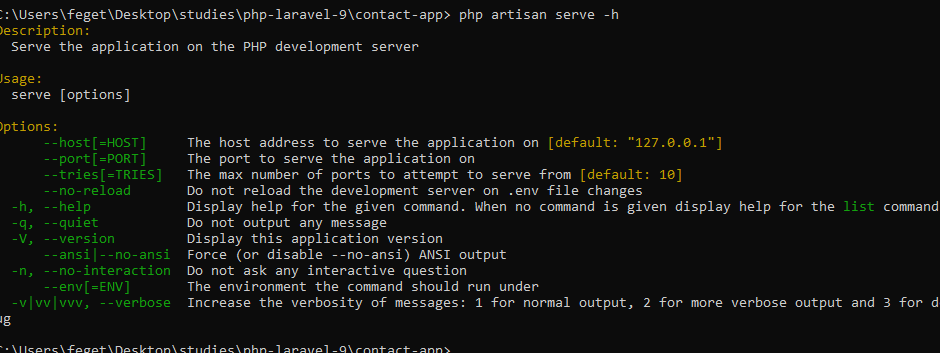 C:\Users\feget\Desktop\studies\php-laravel-9\contact-app> php artisan serve -h
Description:
  Serve the application on the PHP development server

Usage:
  serve [options]

Options:
      --host[=HOST]     The host address to serve the application on [default: "127.0.0.1"]
      --port[=PORT]     The port to serve the application on
      --tries[=TRIES]   The max number of ports to attempt to serve from [default: 10]
      --no-reload       Do not reload the development server on .env file changes
  -h, --help            Display help for the given command. When no command is given display help for the list command
  -q, --quiet           Do not output any message
  -V, --version         Display this application version
      --ansi|--no-ansi  Force (or disable --no-ansi) ANSI output
  -n, --no-interaction  Do not ask any interactive question
      --env[=ENV]       The environment the command should run under
  -v|vv|vvv, --verbose  Increase the verbosity of messages: 1 for normal output, 2 for more verbose output and 3 for d
ug

C:\Users\feget\Desktop\studies\php-laravel-9\contact-app>